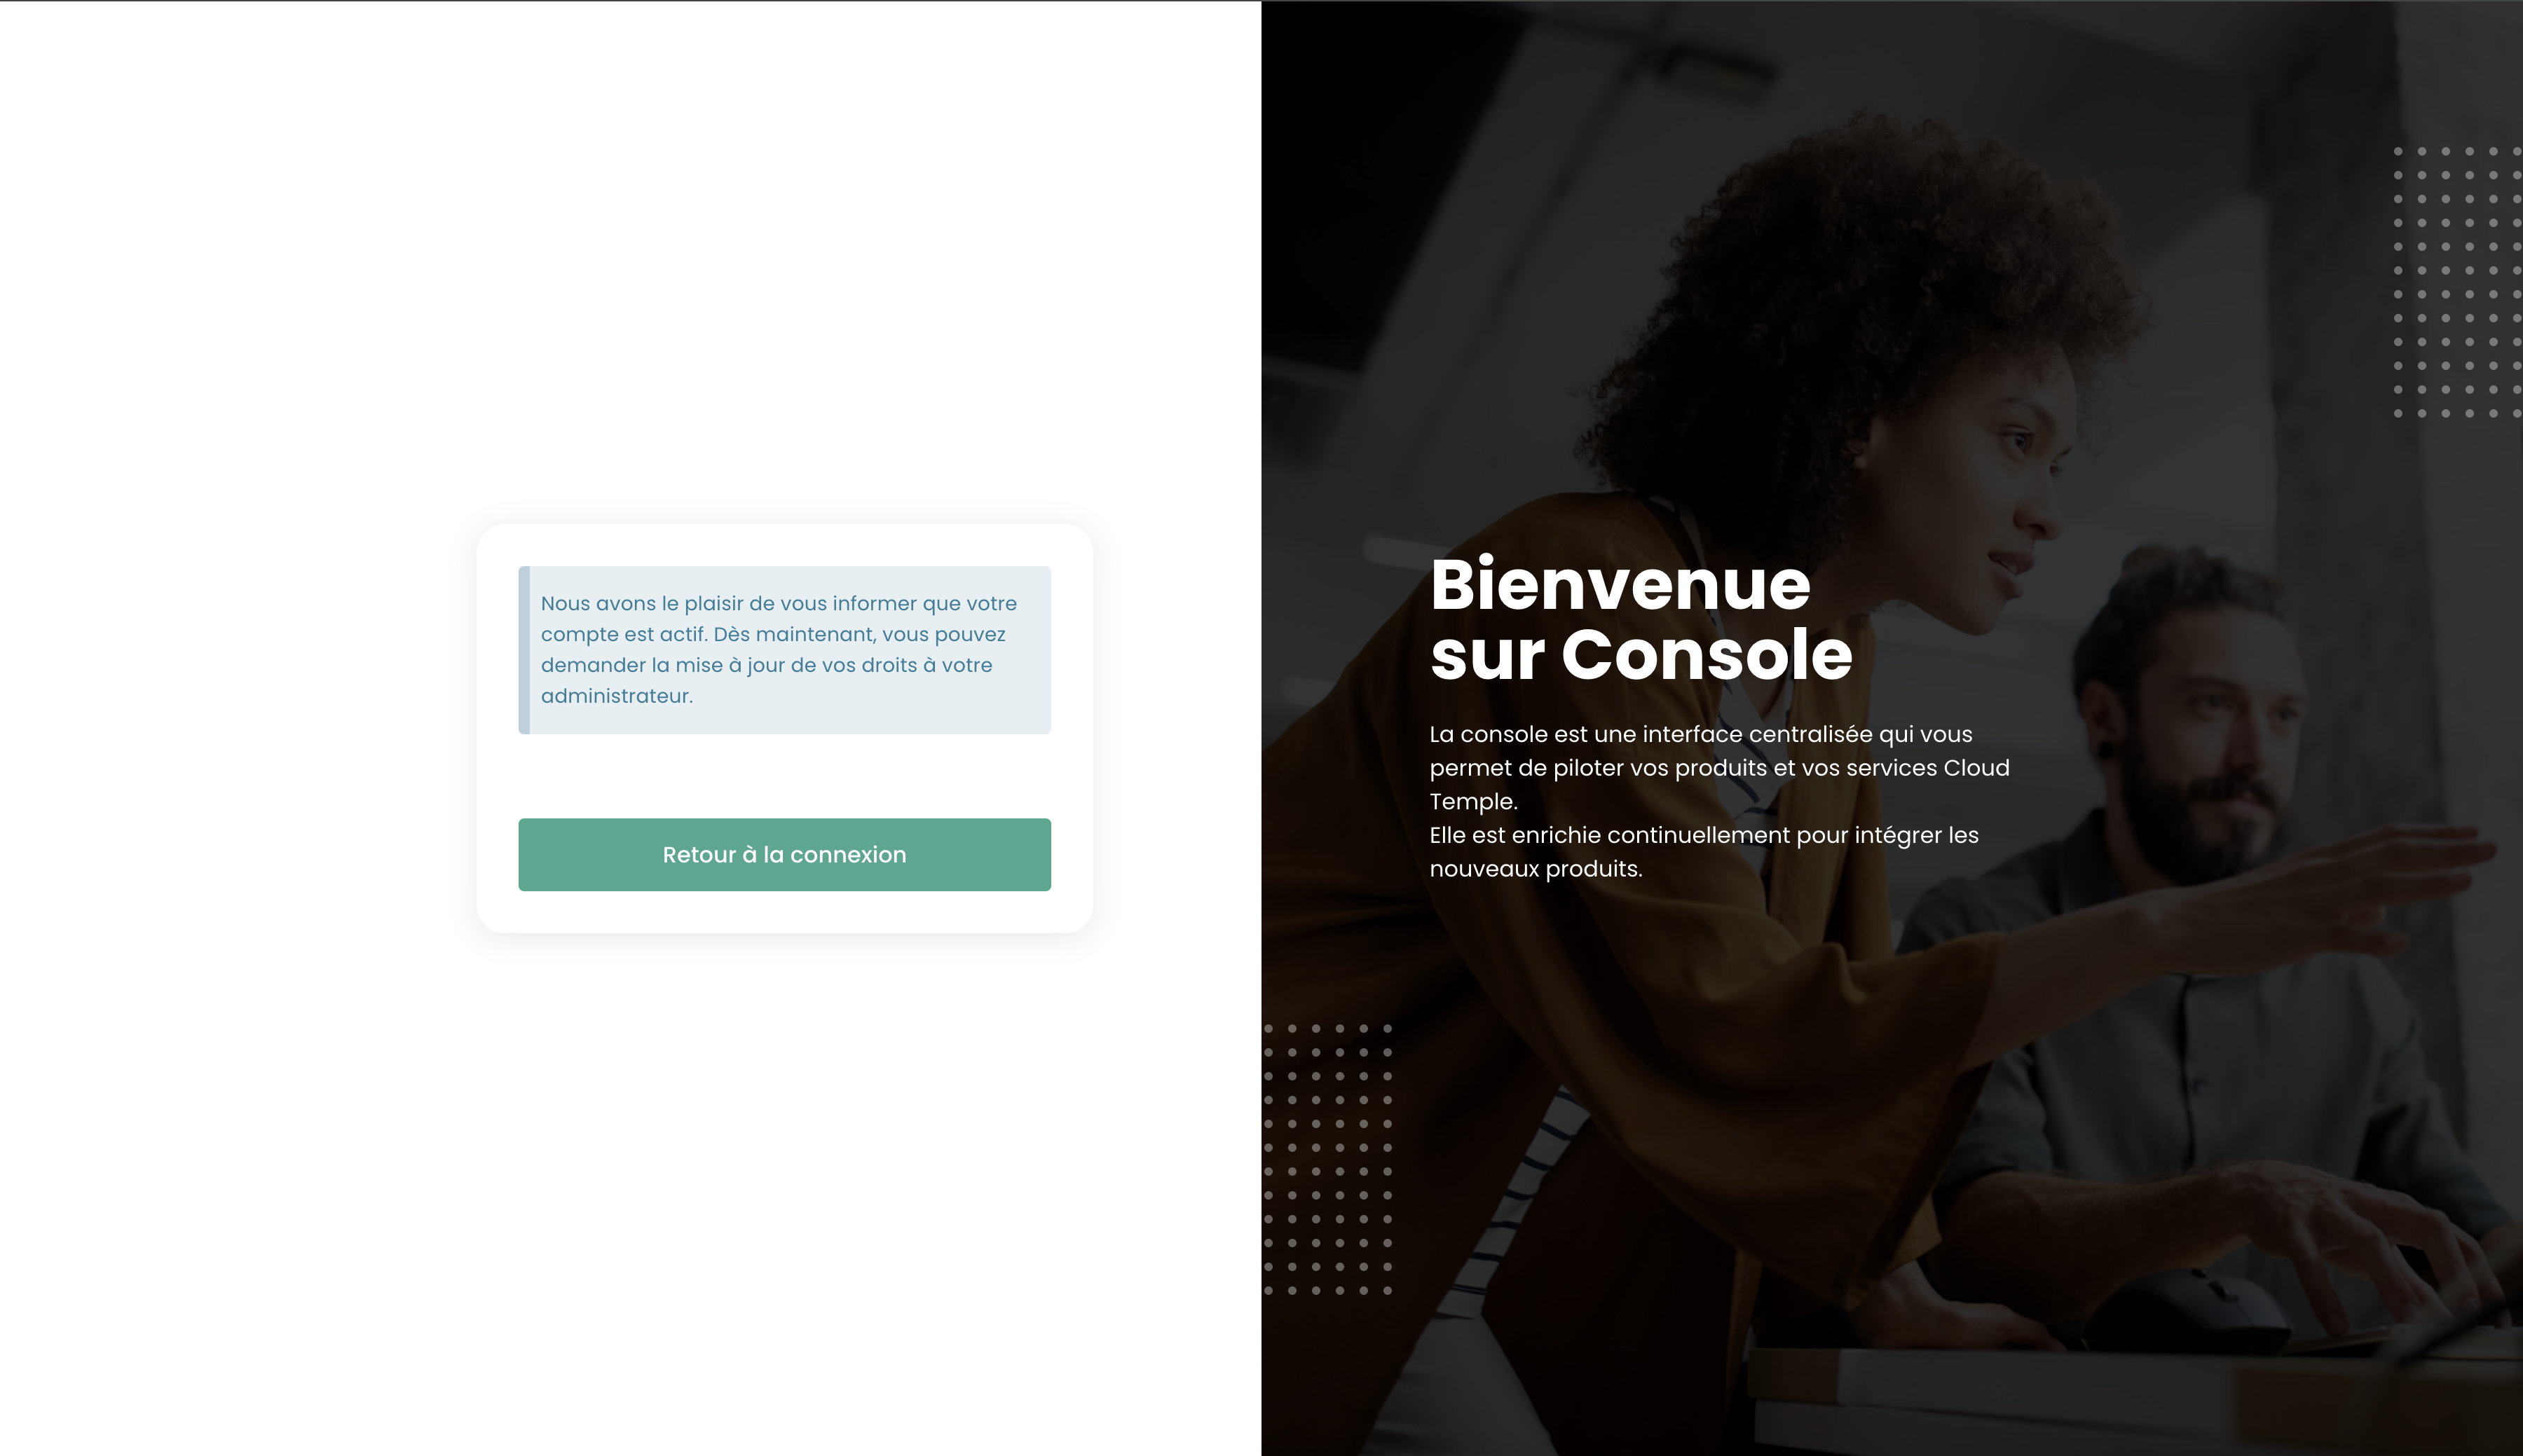 Nous avons le plaisir de vous informer que votre
compte est actif. Dès maintenant, vous pouvez
demander la mise à jour de vos droits à votre
administrateur.
Retour à la connexion
Bienvenue
sur Console
La console est une interface centralisée qui vous
permet de piloter vos produits et vos services Cloud
Temple.
Elle est enrichie continuellement pour intégrer les
nouveaux produits.